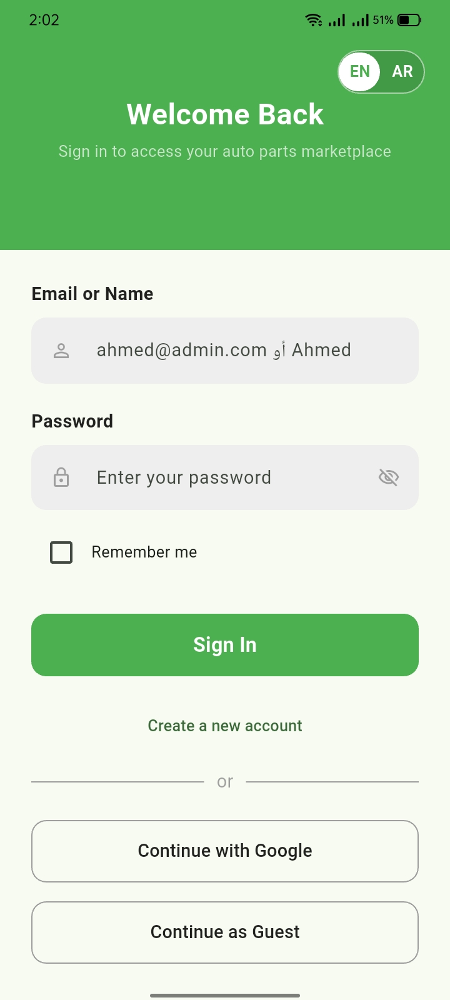 2:02
51%
EN AR
Welcome Back
Sign in to access your auto parts marketplace
Email or Name
ahmed@admin.com أو Ahmed
Password
Enter your password
Remember me
Sign In
Create a new account
or
Continue with Google
Continue as Guest